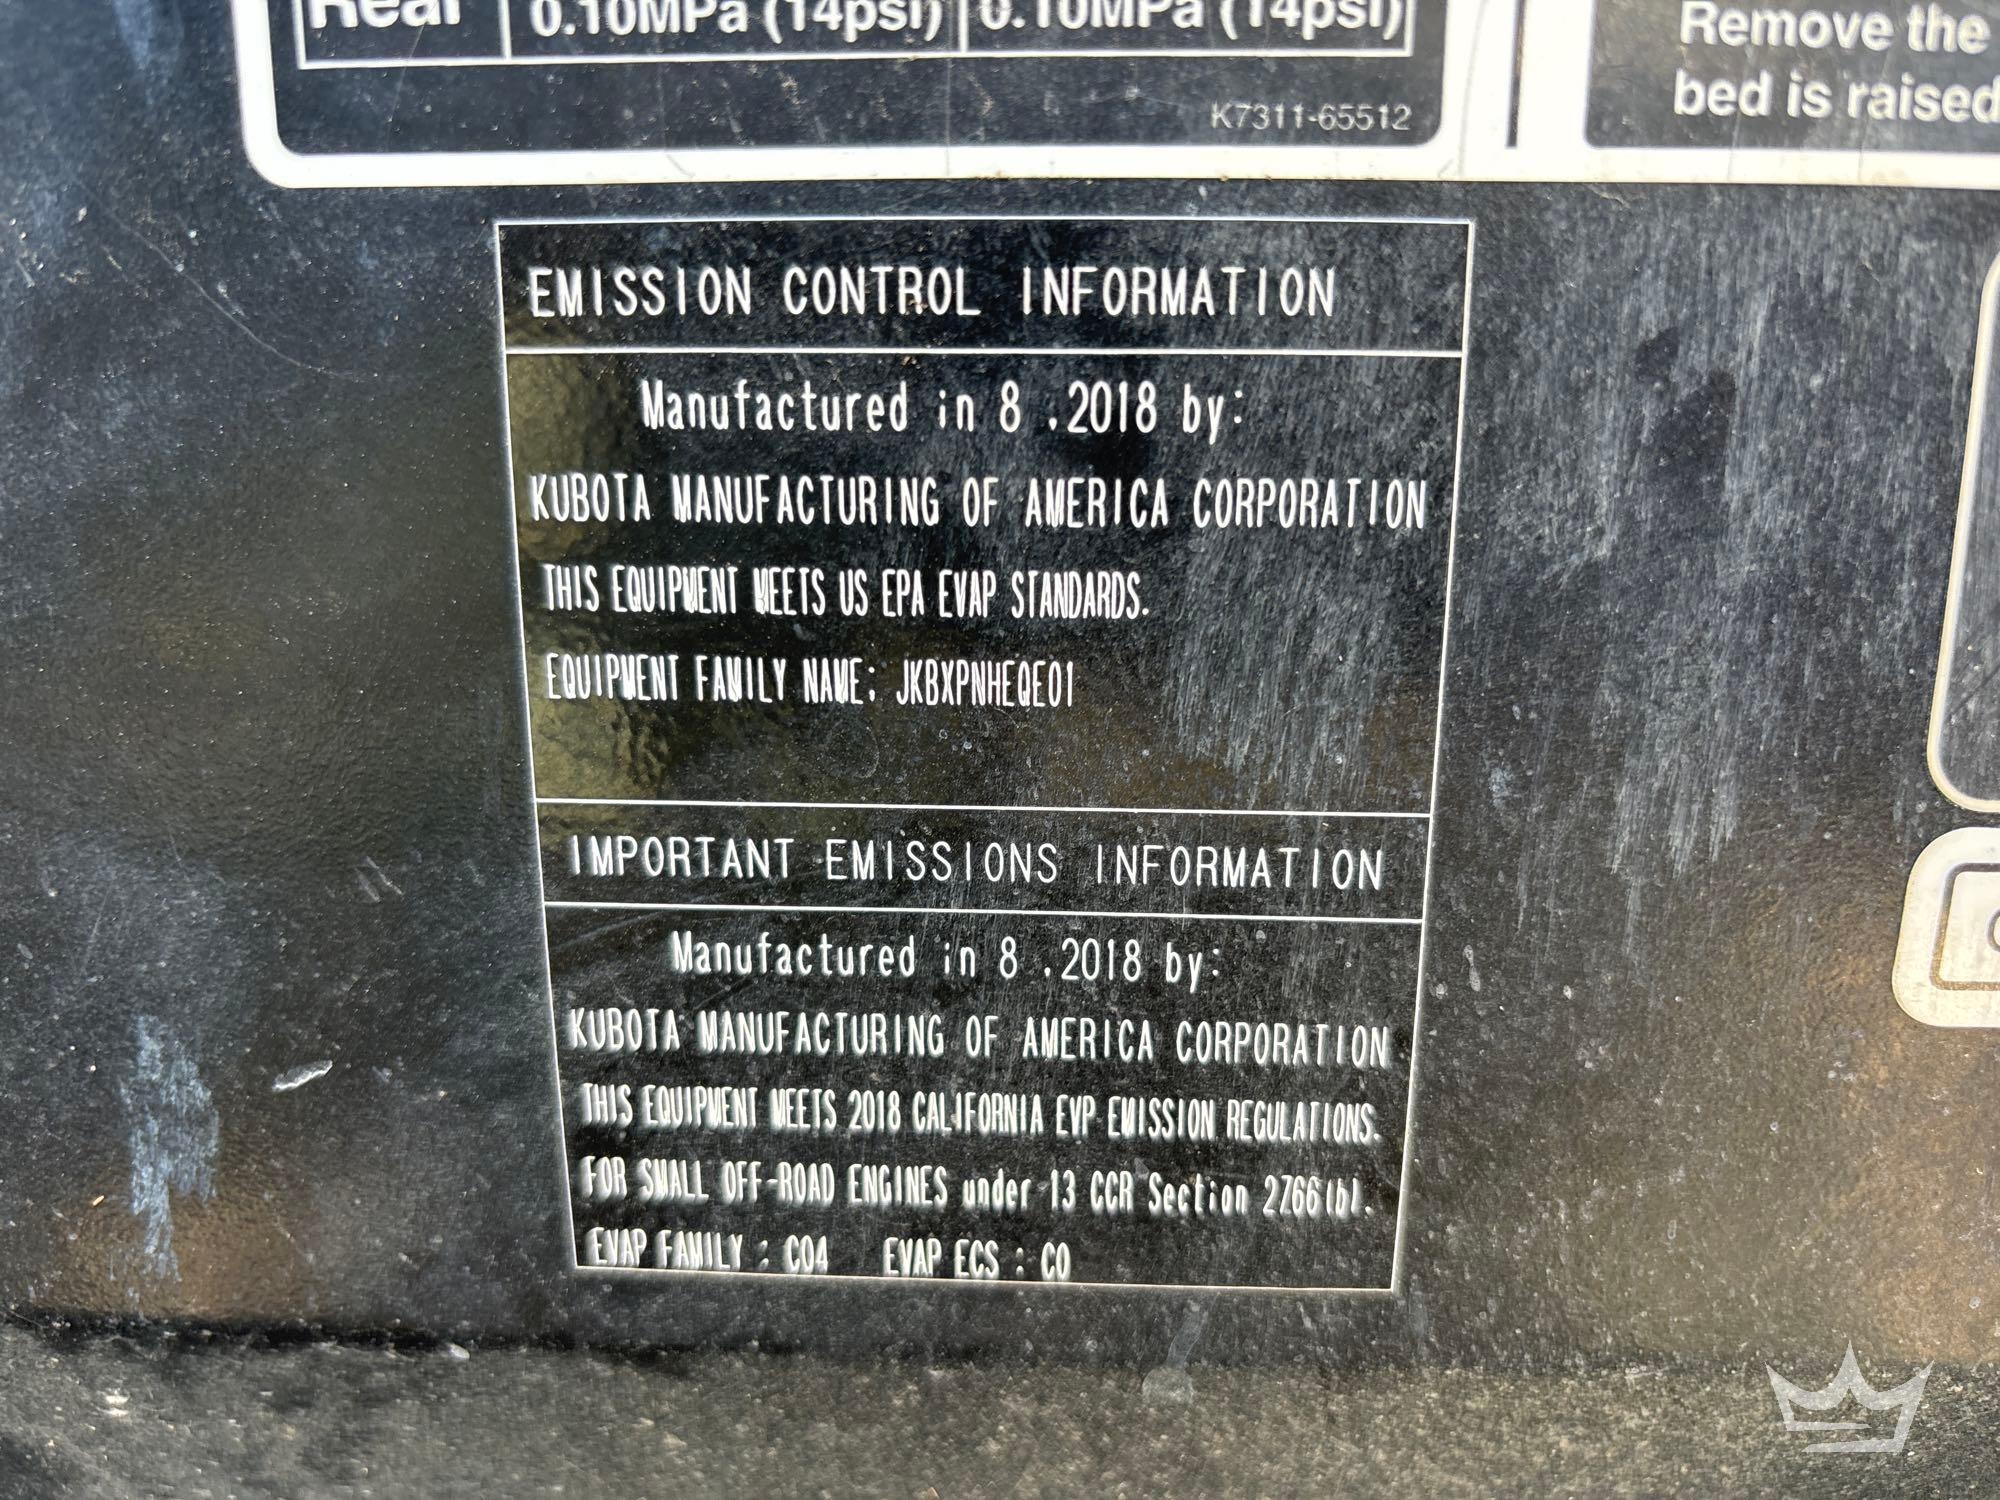 Rear 0.10MPa (14psi) 0.10MPa (14psi)
K7311-65512
Remove the
bed is raised
EMISSION CONTROL INFORMATION
Manufactured in 8 .2018 by:
KUBOTA MANUFACTURING OF AMERICA CORPORATION
THIS EQUIPMENT MEETS US EPA EVAP STANDARDS.
EQUIPMENT FAMILY NAME: JKBXPNHEQE01
IMPORTANT EMISSIONS INFORMATION
Manufactured in 8 .2018 by:
KUBOTA MANUFACTURING OF AMERICA CORPORATION
THIS EQUIPMENT MEETS 2018 CALIFORNIA EVP EMISSION REGULATIONS.
FOR SMALL OFF-ROAD ENGINES under 13 CCR Section 2766(b).
EVAP FAMILY : C04 EVAP ECS : CO